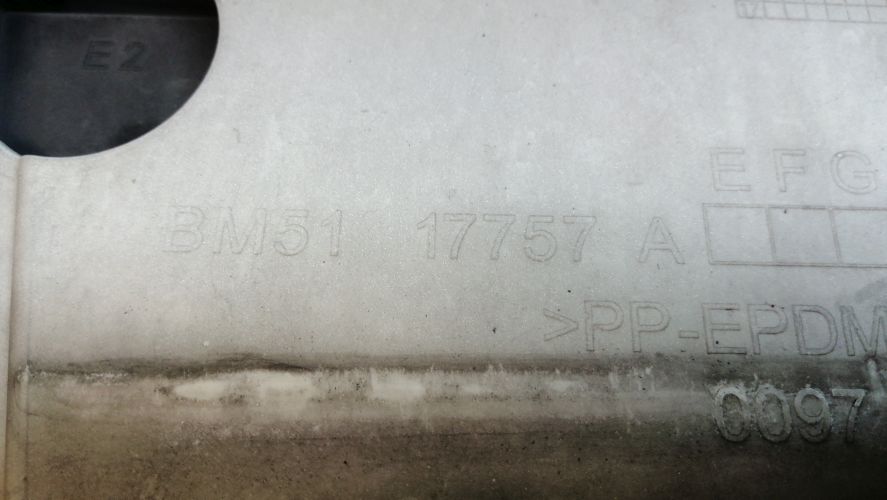 E2
E F G
BM51 17757 A
>PP-EPDM
0097